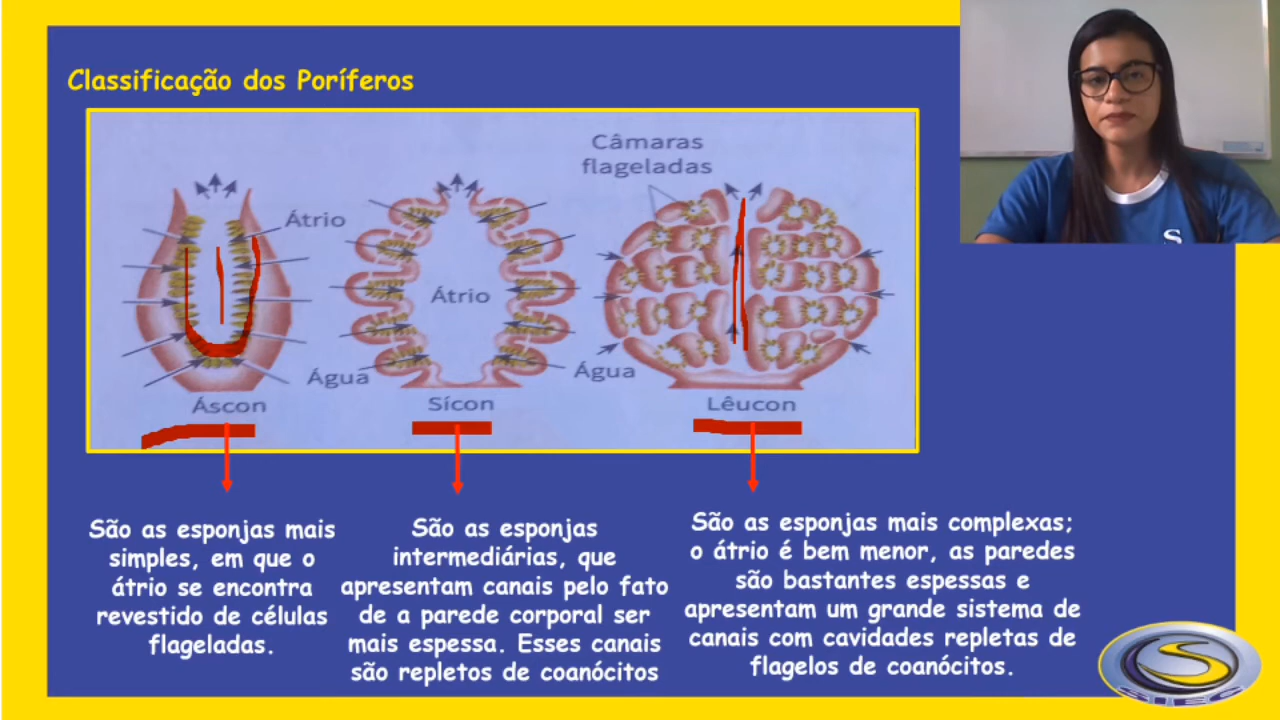 Classificação dos Poríferos
Câmaras
flageladas
Átrio
Átrio
Água
Água
Áscon
Sícon
Lêucon
São as esponjas mais
simples, em que o
átrio se encontra
revestido de células
flageladas.
São as esponjas
intermediárias, que
apresentam canais pelo fato
de a parede corporal ser
mais espessa. Esses canais
são repletos de coanócitos
São as esponjas mais complexas;
o átrio é bem menor, as paredes
são bastantes espessas e
apresentam um grande sistema de
canais com cavidades repletas de
flagelos de coanócitos.
S
SIEC